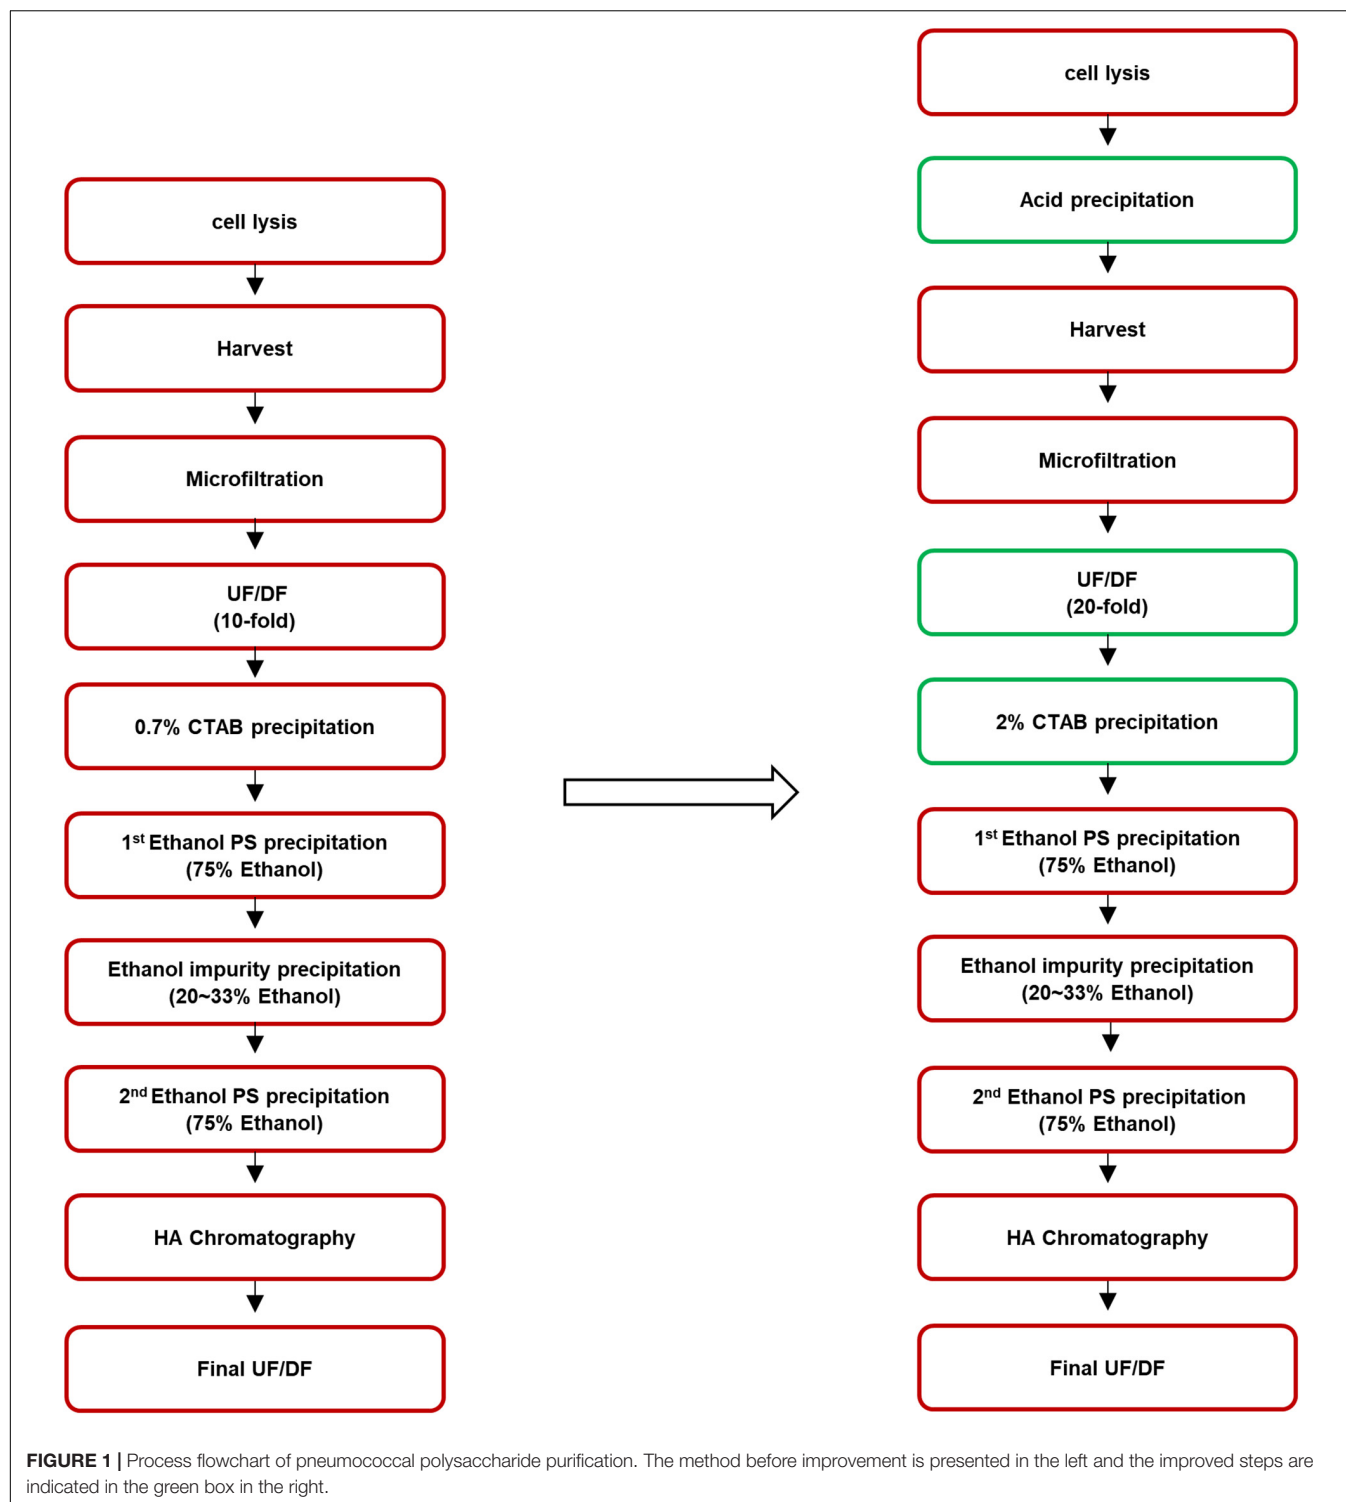 cell lysis
Harvest
Microfiltration
UF/DF
(10-fold)
0.7% CTAB precipitation
1st Ethanol PS precipitation
(75% Ethanol)
Ethanol impurity precipitation
(20~33% Ethanol)
2nd Ethanol PS precipitation
(75% Ethanol)
HA Chromatography
Final UF/DF
cell lysis
Acid precipitation
Harvest
Microfiltration
UF/DF
(20-fold)
2% CTAB precipitation
1st Ethanol PS precipitation
(75% Ethanol)
Ethanol impurity precipitation
(20~33% Ethanol)
2nd Ethanol PS precipitation
(75% Ethanol)
HA Chromatography
Final UF/DF
FIGURE 1 | Process flowchart of pneumococcal polysaccharide purification. The method before improvement is presented in the left and the improved steps are
indicated in the green box in the right.